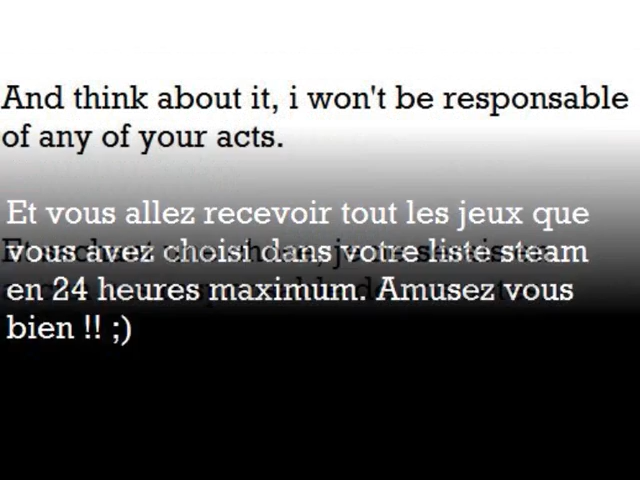 And think about it, i won't be responsable
of any of your acts.
Et vous allez recevoir tout les jeux que
vous avez choisi dans votre liste steam
en 24 heures maximum. Amusez vous
bien !! ;)